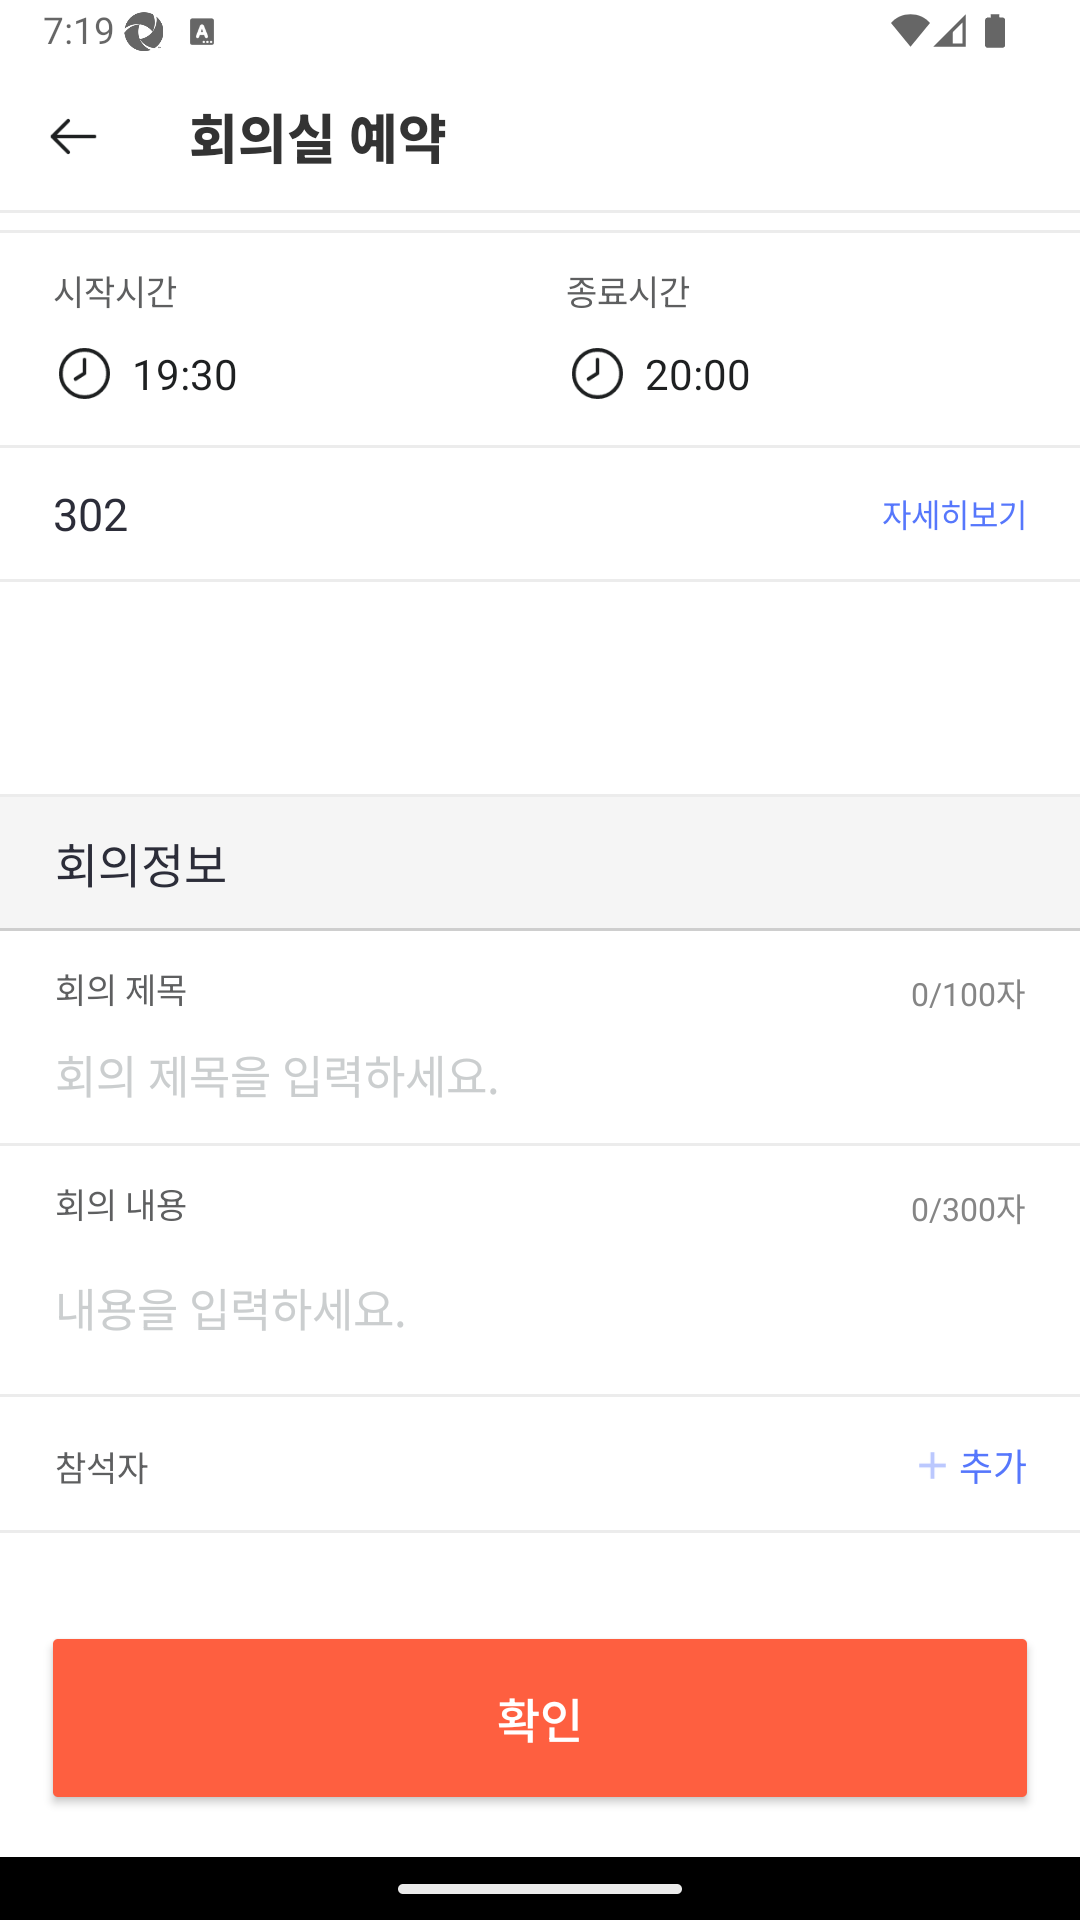 7:19
회의실 예약
시작시간 종료시간
19:30 20:00
302 자세히보기
회의정보
회의 제목 0/100자
회의 제목을 입력하세요.
회의 내용 0/300자
내용을 입력하세요.
참석자 + 추가
확인